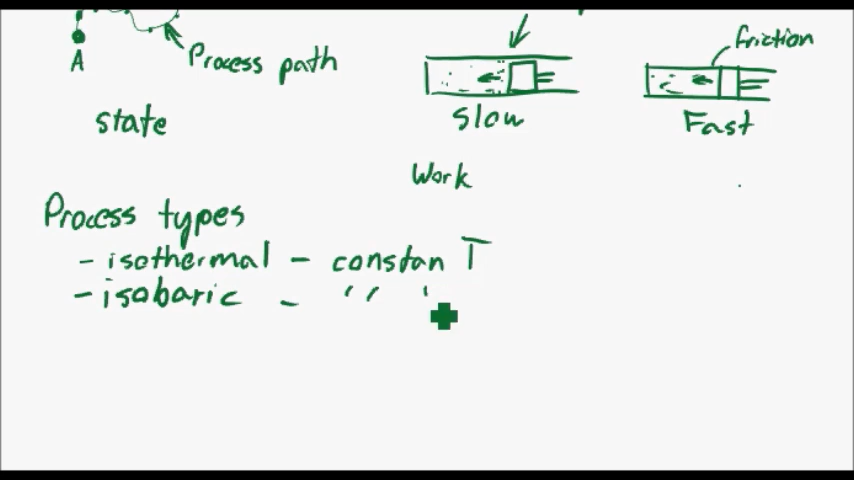 friction
A
Process path
state
Slow
Fast
Work
Process types
- isothermal - constan T
- isobaric - " '